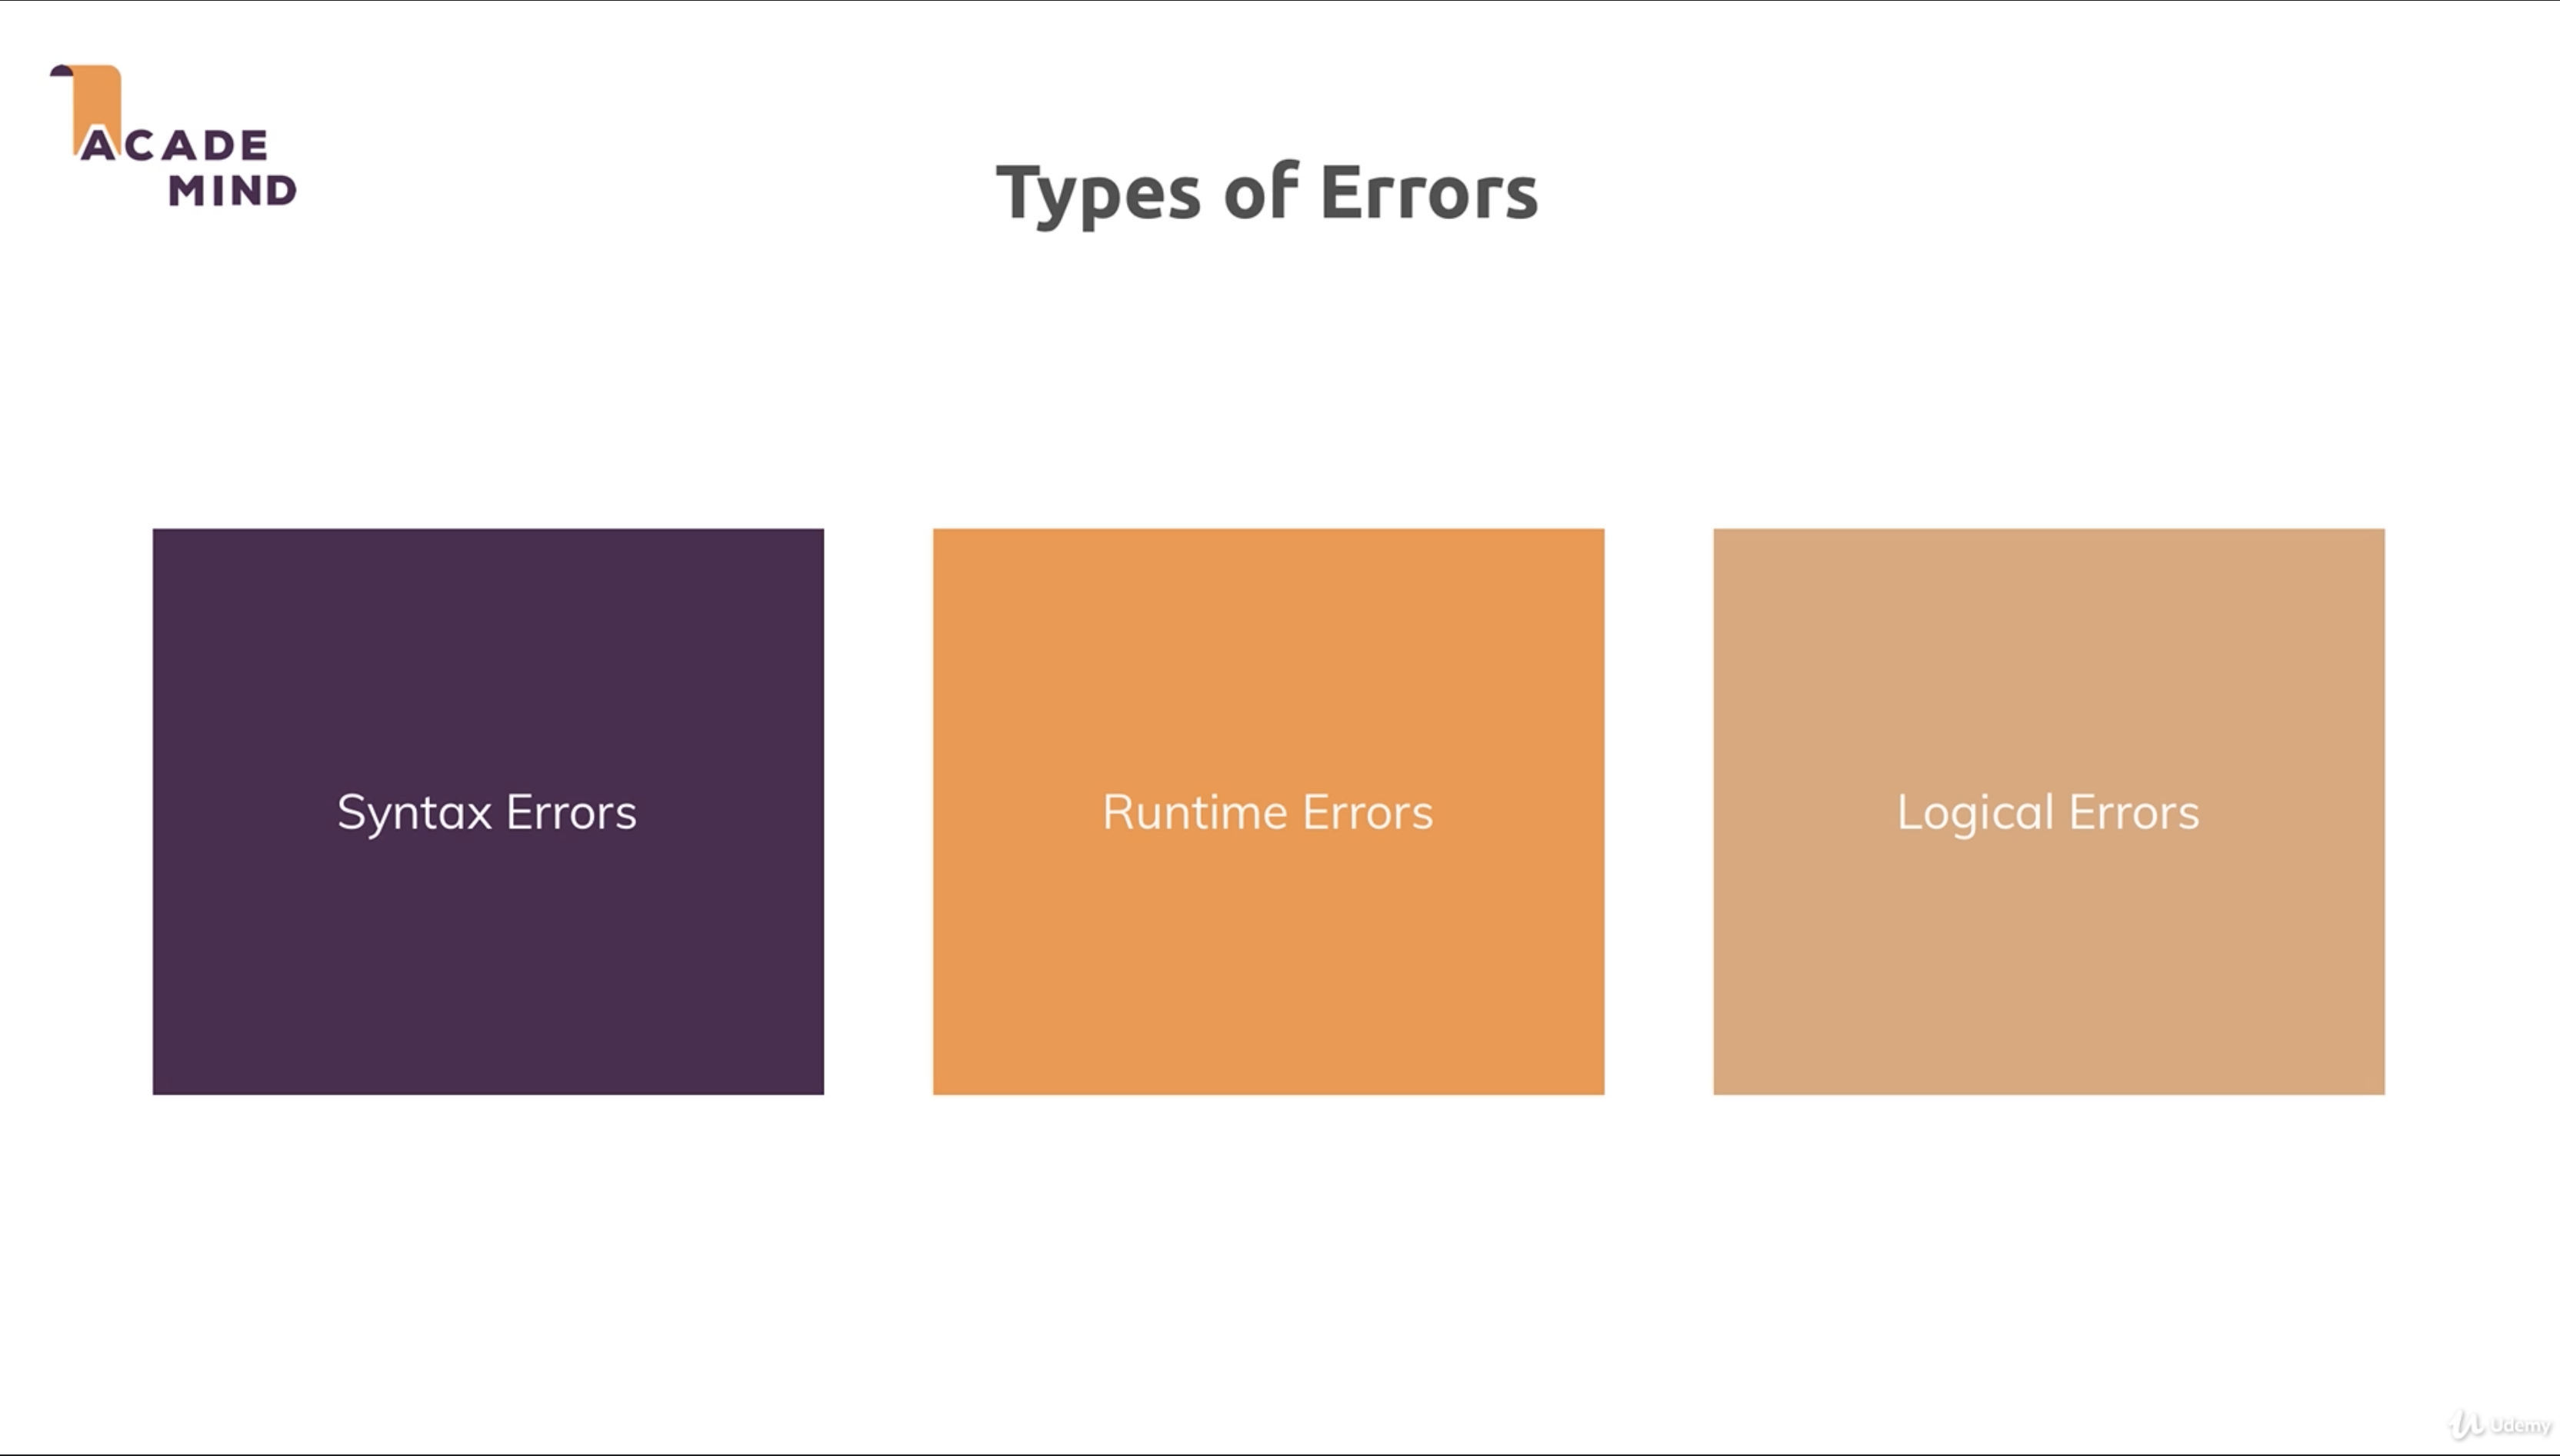 ACADE
MIND
Types of Errors
Syntax Errors
Runtime Errors
Logical Errors
Udemy